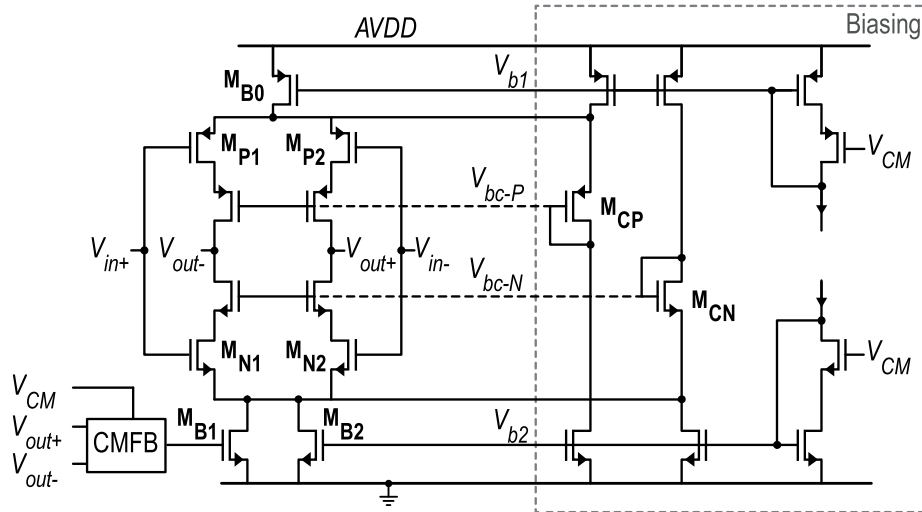 AVDD
Biasing
M_B0
V_b1
M_P1
M_P2
V_CM
V_bc-P
M_CP
V_in+
V_out-
V_out+
V_in-
V_bc-N
M_CN
M_N1
M_N2
V_CM
V_CM
M_B1
M_B2
V_b2
V_out+
CMFB
V_out-